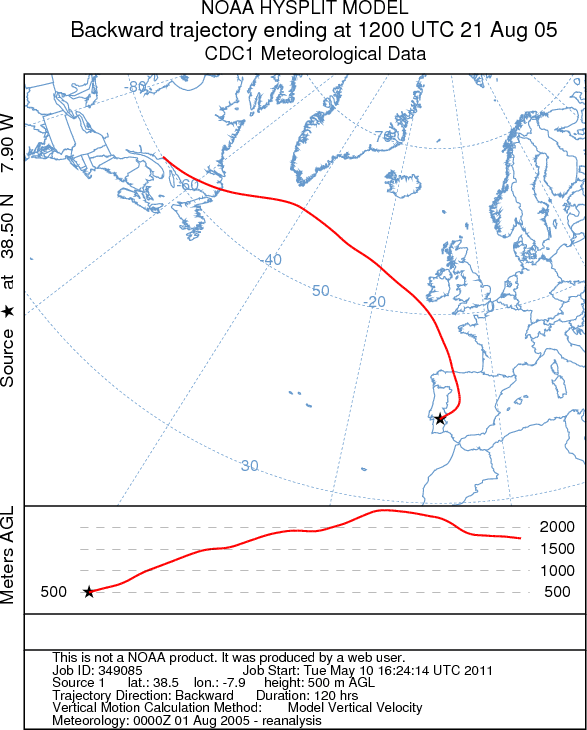 NOAA HYSPLIT MODEL
Backward trajectory ending at 1200 UTC 21 Aug 05
CDC1 Meteorological Data
Source ★ at 38.50 N 7.90 W
-80
-70
-60
-40
50
-20
30
Meters AGL
2000
1500
1000
500
500
This is not a NOAA product. It was produced by a web user.
Job ID: 349085 Job Start: Tue May 10 16:24:14 UTC 2011
Source 1 lat.: 38.5 lon.: -7.9 height: 500 m AGL
Trajectory Direction: Backward Duration: 120 hrs
Vertical Motion Calculation Method: Model Vertical Velocity
Meteorology: 0000Z 01 Aug 2005 - reanalysis